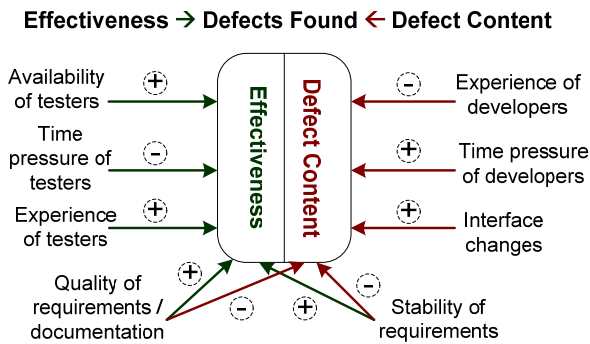 Effectiveness → Defects Found ← Defect Content
Availability
of testers
+
Time
pressure of
testers
-
Experience
of testers
+
Effectiveness
Defect Content
-
Experience of
developers
+
Time pressure
of developers
+
Interface
changes
Quality of
requirements /
documentation
+
-
+
-
Stability of
requirements